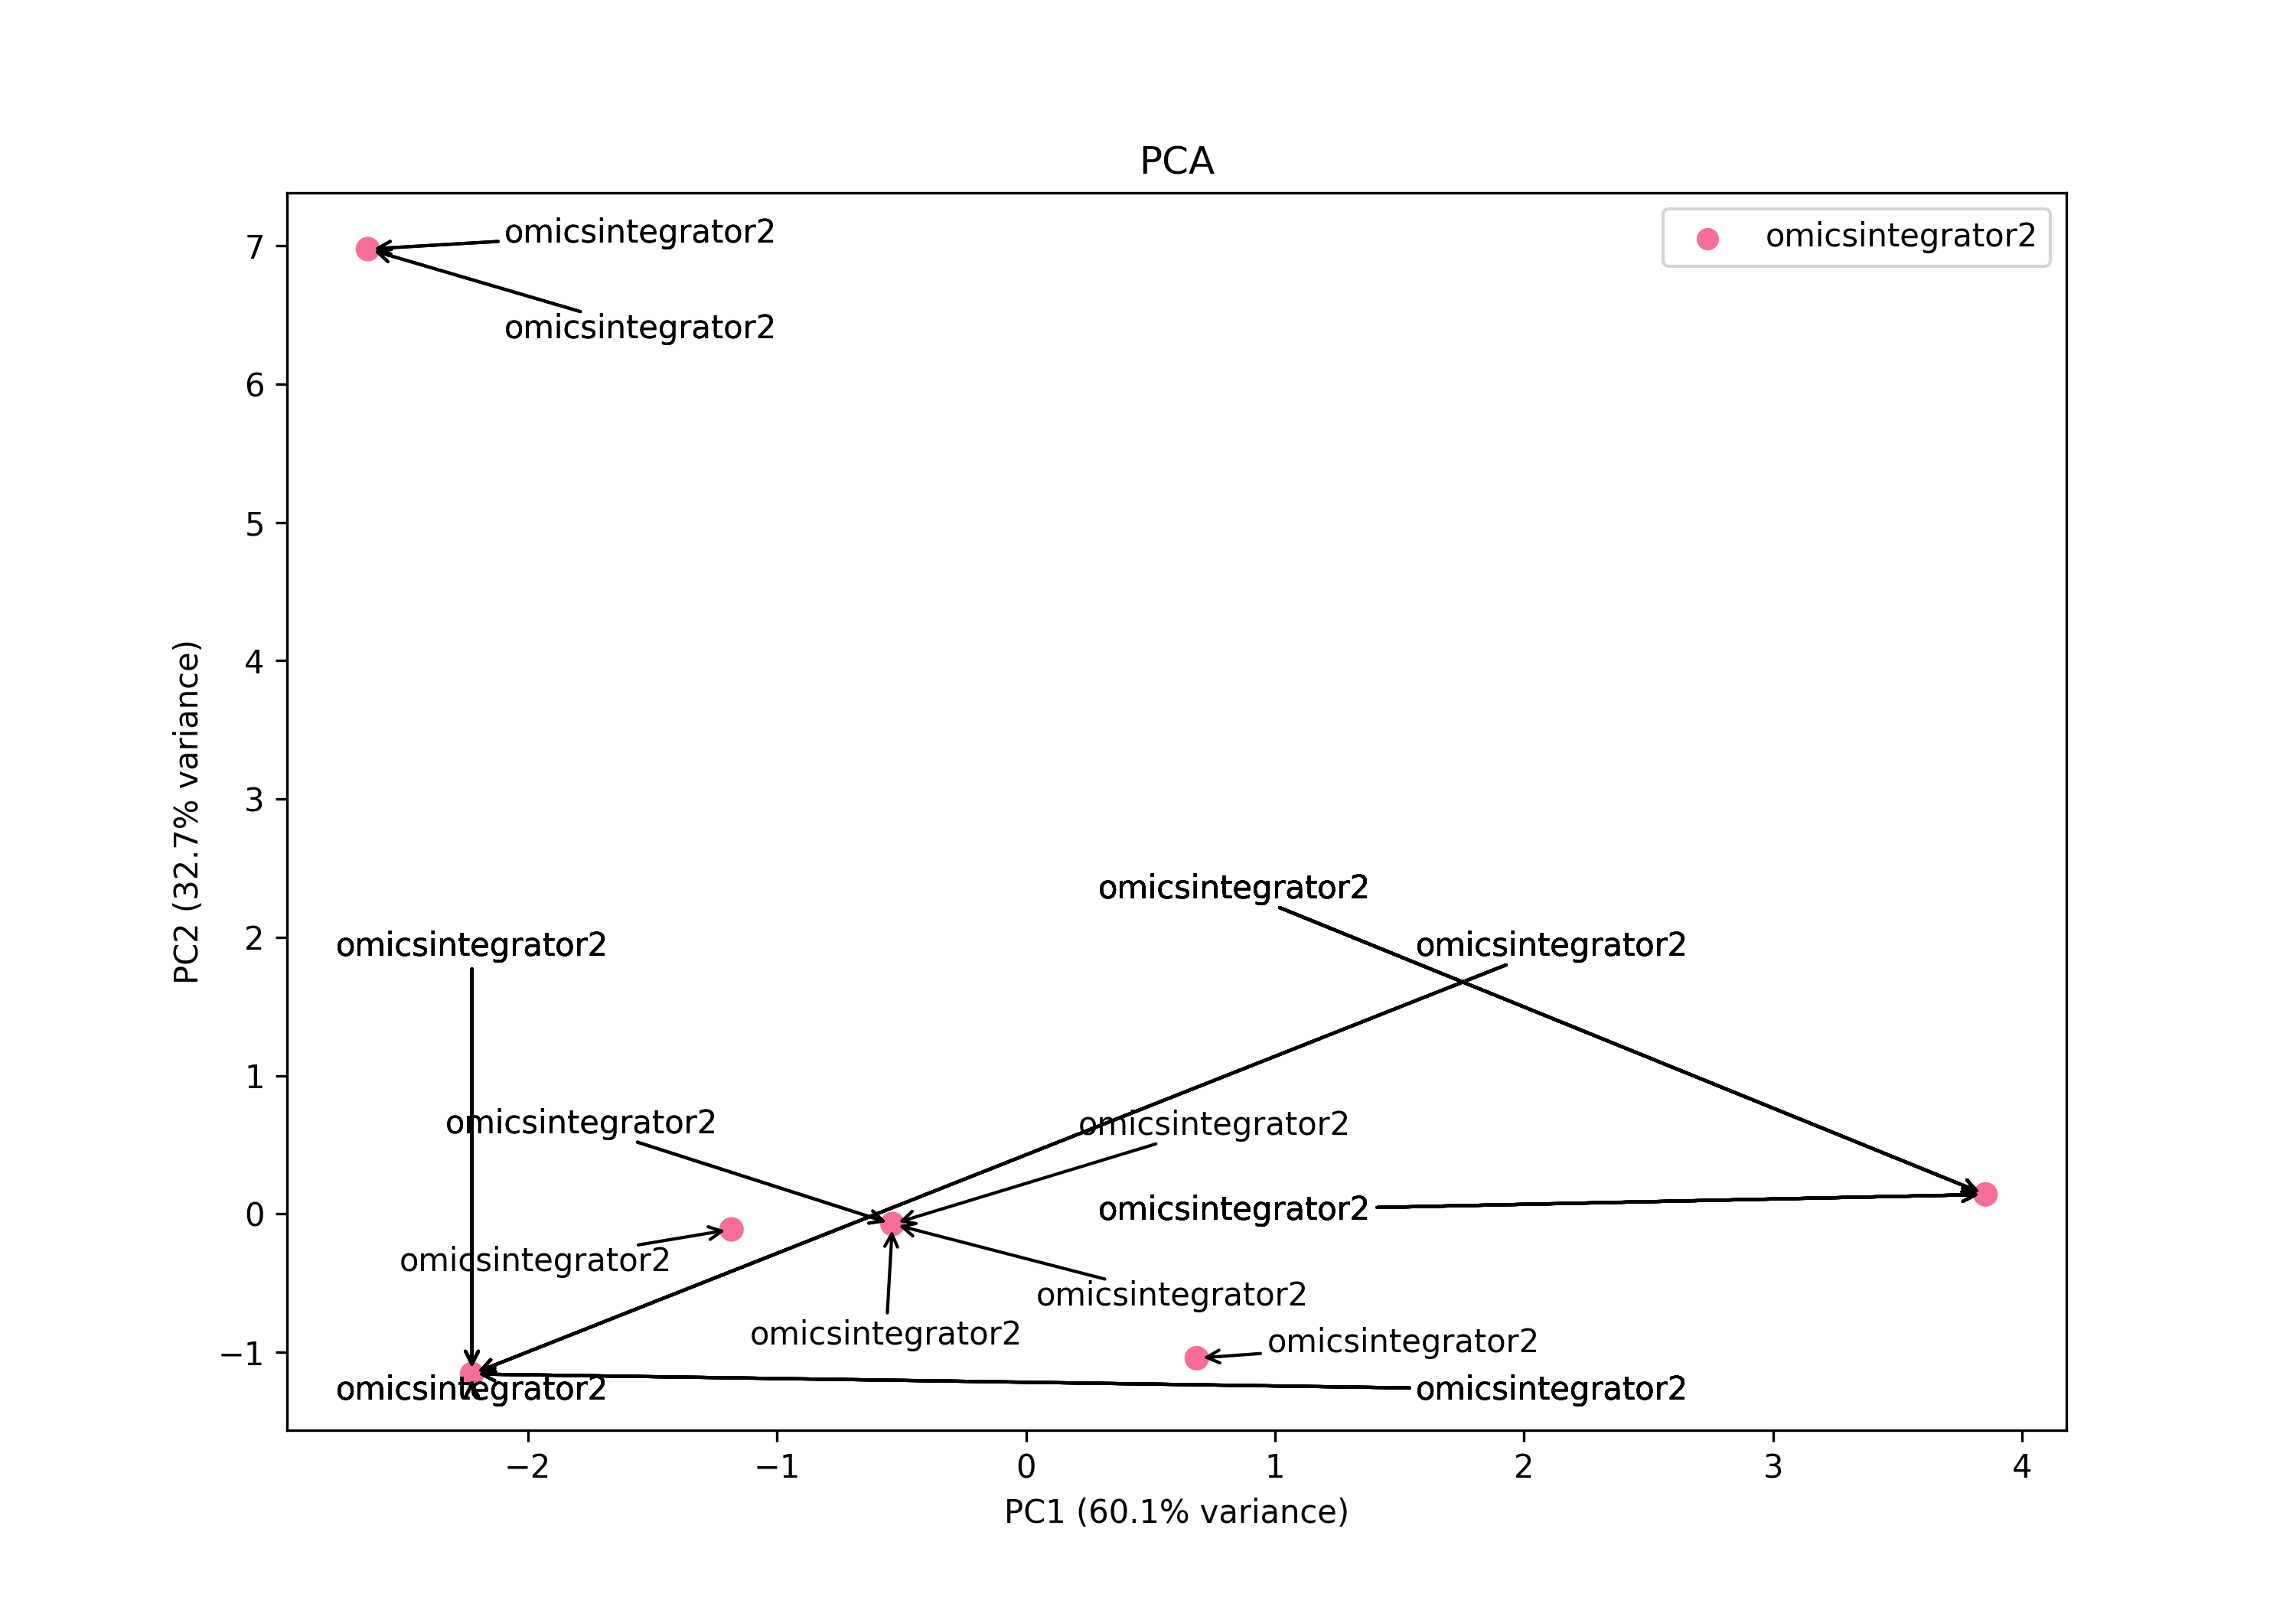 PCA
omicsintegrator2
omicsintegrator2
omicsintegrator2
7
6
5
4
3
2
1
0
−1
PC2 (32.7% variance)
omicsintegrator2
omicsintegrator2
omicsintegrator2
omicsintegrator2
omicsintegrator2
omicsintegrator2
omicsintegrator2
omicsintegrator2
omicsintegrator2
omicsintegrator2
omicsintegrator2
omicsintegrator2
−2
−1
0
1
2
3
4
PC1 (60.1% variance)